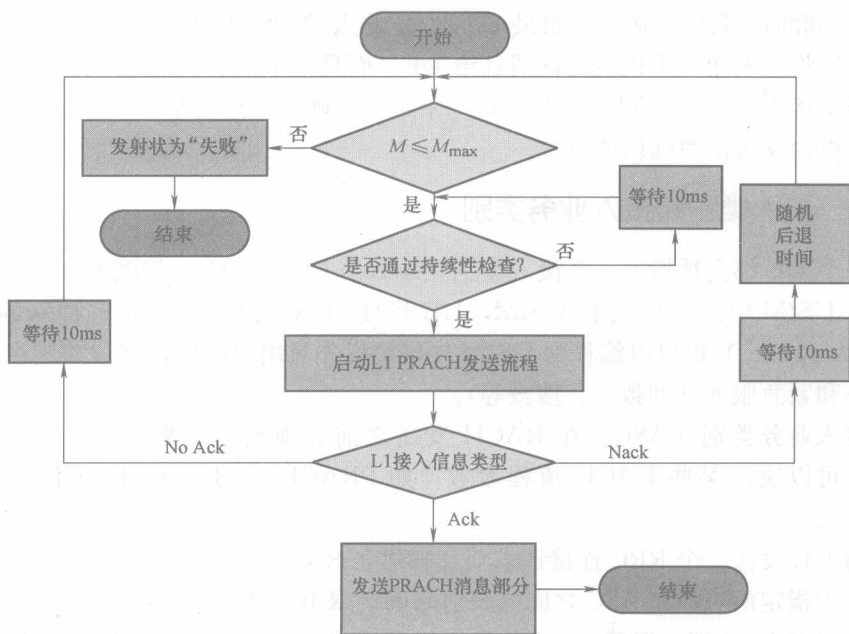 开始
M ≤ Mmax
否
发射状为“失败”
是
等待10ms
随机
后退
时间
结束
是否通过持续性检查?
否
等待10ms
是
启动L1 PRACH发送流程
等待10ms
No Ack
L1接入信息类型
Nack
Ack
发送PRACH消息部分
结束